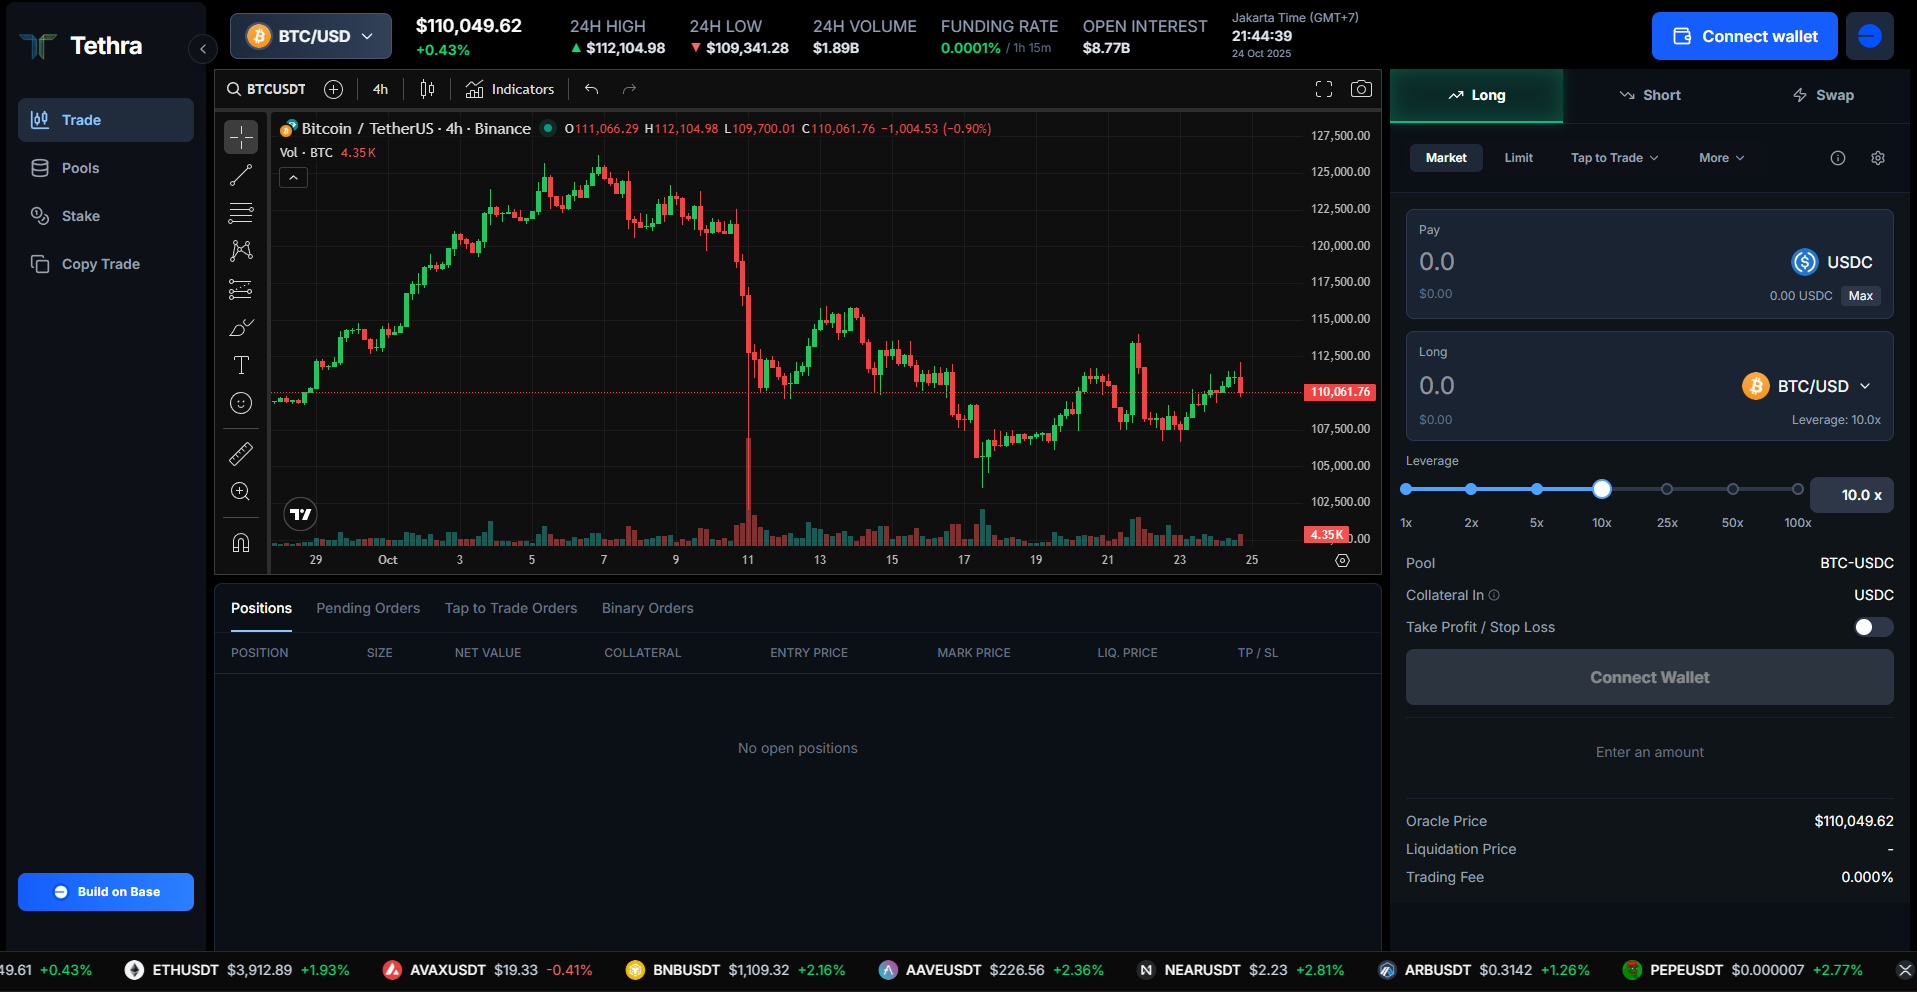 Tethra
Trade
Pools
Stake
Copy Trade
Build on Base
BTC/USD
$110,049.62
+0.43%
24H HIGH
▲ $112,104.98
24H LOW
▼ $109,341.28
24H VOLUME
$1.89B
FUNDING RATE
0.0001% / 1h 15m
OPEN INTEREST
$8.77B
Jakarta Time (GMT+7)
21:44:39
24 Oct 2025
Connect wallet
BTCUSDT
4h
Indicators
Bitcoin / TetherUS · 4h · Binance O111,066.29 H112,104.98 L109,700.01 C110,061.76 −1,004.53 (−0.90%)
Vol · BTC 4.35K
127,500.00
125,000.00
122,500.00
120,000.00
117,500.00
115,000.00
112,500.00
110,061.76
107,500.00
105,000.00
102,500.00
4.35K
29 Oct 3 5 7 9 11 13 15 17 19 21 23 25
Positions Pending Orders Tap to Trade Orders Binary Orders
POSITION SIZE NET VALUE COLLATERAL ENTRY PRICE MARK PRICE LIQ. PRICE TP / SL
No open positions
Long Short Swap
Market Limit Tap to Trade More
Pay
0.0 USDC
$0.00 0.00 USDC Max
Long
0.0 BTC/USD
$0.00 Leverage: 10.0x
Leverage
10.0 x
1x 2x 5x 10x 25x 50x 100x
Pool BTC-USDC
Collateral In USDC
Take Profit / Stop Loss
Connect Wallet
Enter an amount
Oracle Price $110,049.62
Liquidation Price -
Trading Fee 0.000%
49.61 +0.43% ETHUSDT $3,912.89 +1.93% AVAXUSDT $19.33 -0.41% BNBUSDT $1,109.32 +2.16% AAVEUSDT $226.56 +2.36% NEARUSDT $2.23 +2.81% ARBUSDT $0.3142 +1.26% PEPEUSDT $0.000007 +2.77%